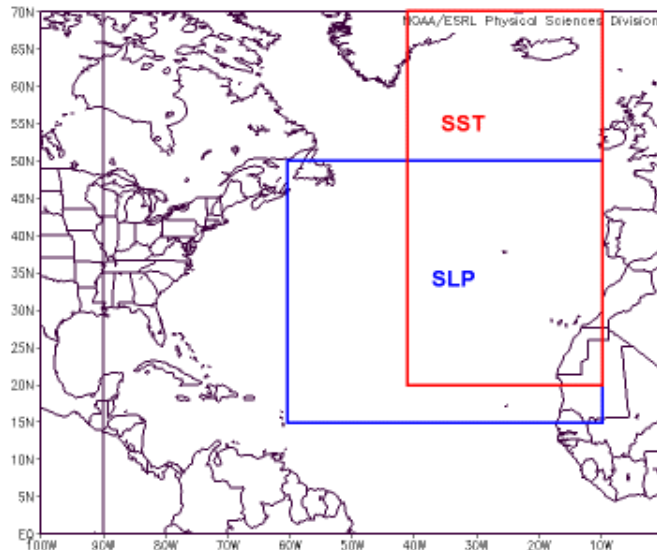 70N NOAA/ESRL Physical Sciences Division
65N
60N
55N
SST
50N
45N
40N
35N
SLP
30N
25N
20N
15N
10N
5N
EQ
100W 90W 80W 70W 60W 50W 40W 30W 20W 10W